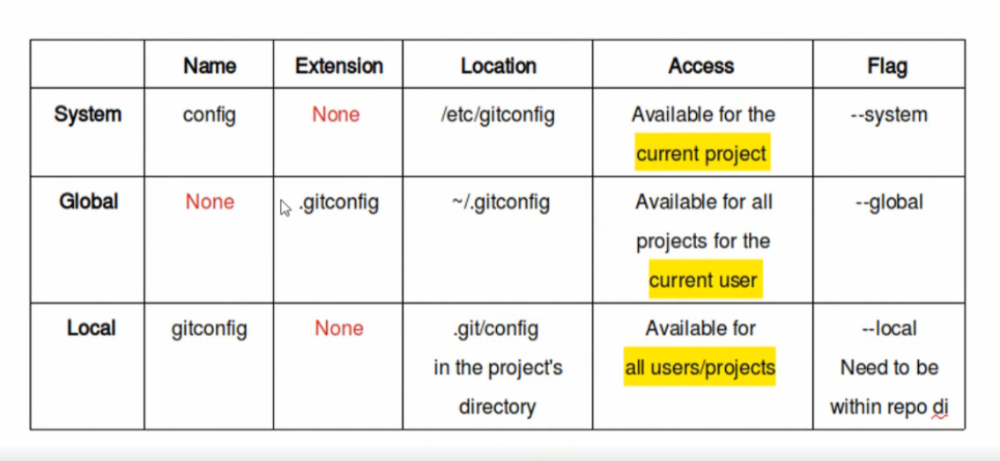 Name Extension Location Access Flag
System config None /etc/gitconfig Available for the --system
current project
Global None .gitconfig ~/.gitconfig Available for all --global
projects for the
current user
Local gitconfig None .git/config Available for --local
in the project's all users/projects Need to be
directory within repo di